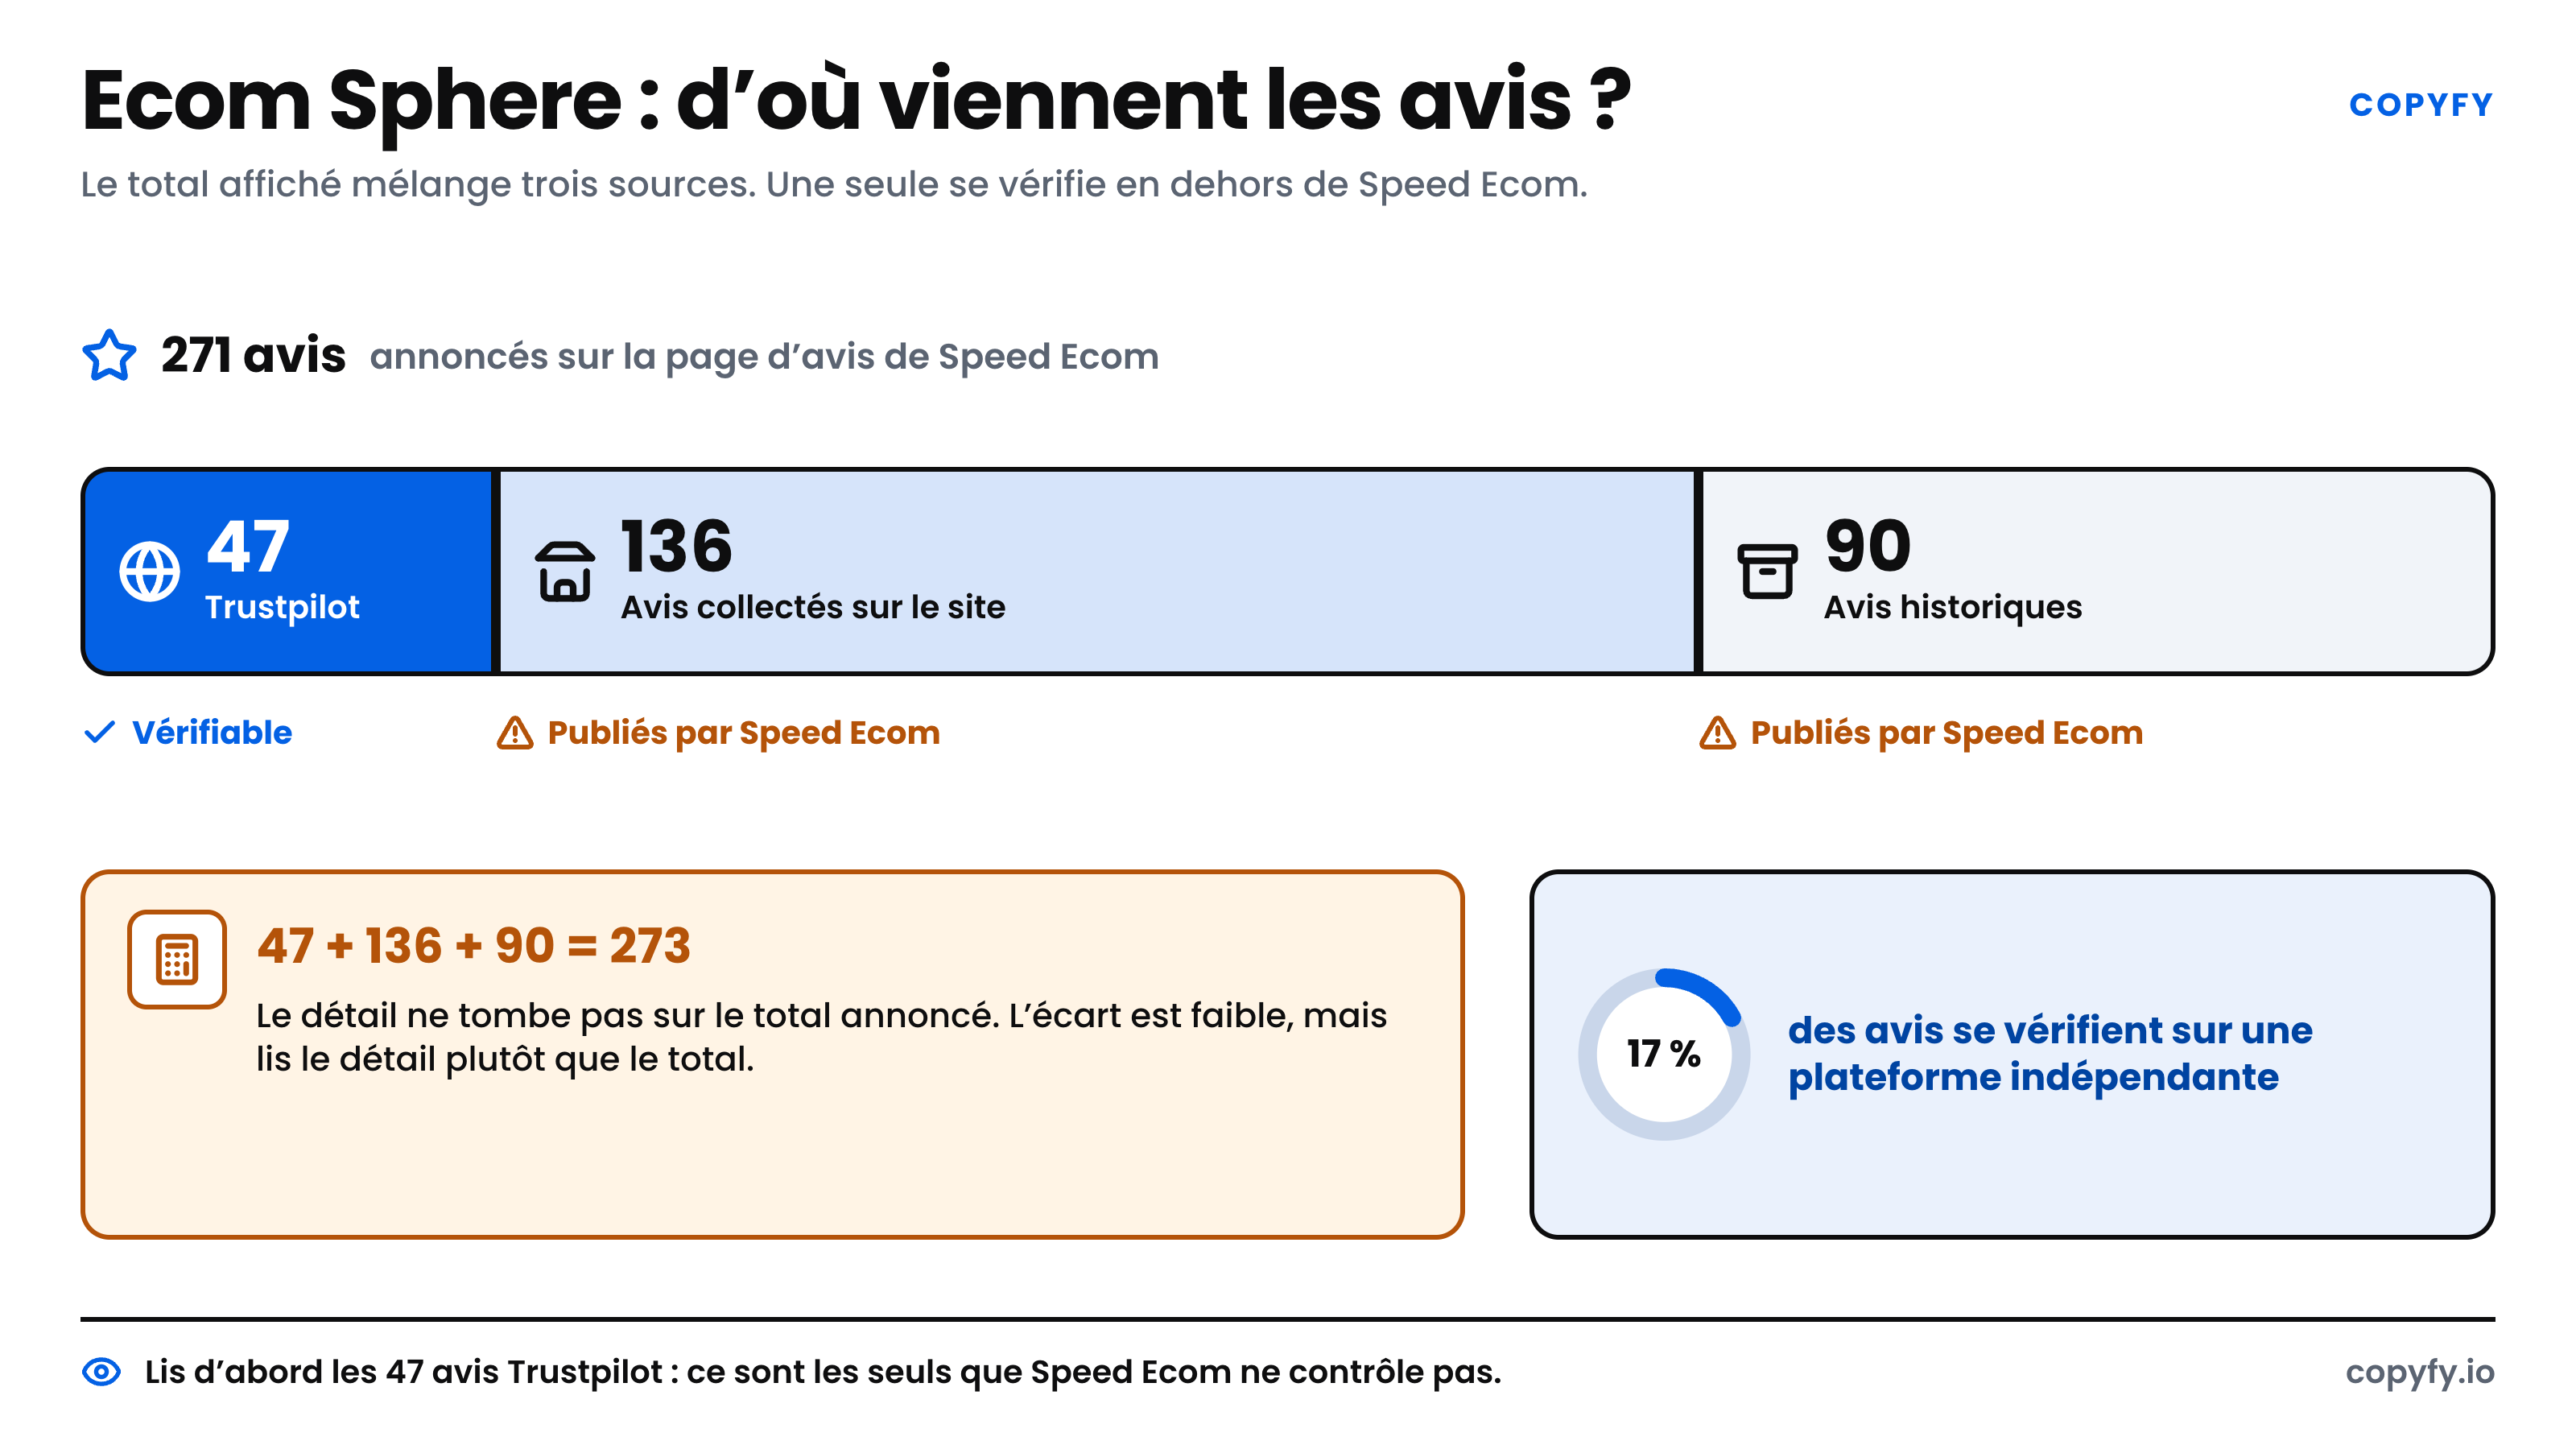 Ecom Sphere : d’où viennent les avis ?
COPYFY
Le total affiché mélange trois sources. Une seule se vérifie en dehors de Speed Ecom.
271 avis annoncés sur la page d’avis de Speed Ecom
47
Trustpilot
136
Avis collectés sur le site
90
Avis historiques
Vérifiable
Publiés par Speed Ecom
Publiés par Speed Ecom
47 + 136 + 90 = 273
Le détail ne tombe pas sur le total annoncé. L’écart est faible, mais
lis le détail plutôt que le total.
17 %
des avis se vérifient sur une
plateforme indépendante
Lis d’abord les 47 avis Trustpilot : ce sont les seuls que Speed Ecom ne contrôle pas.
copyfy.io